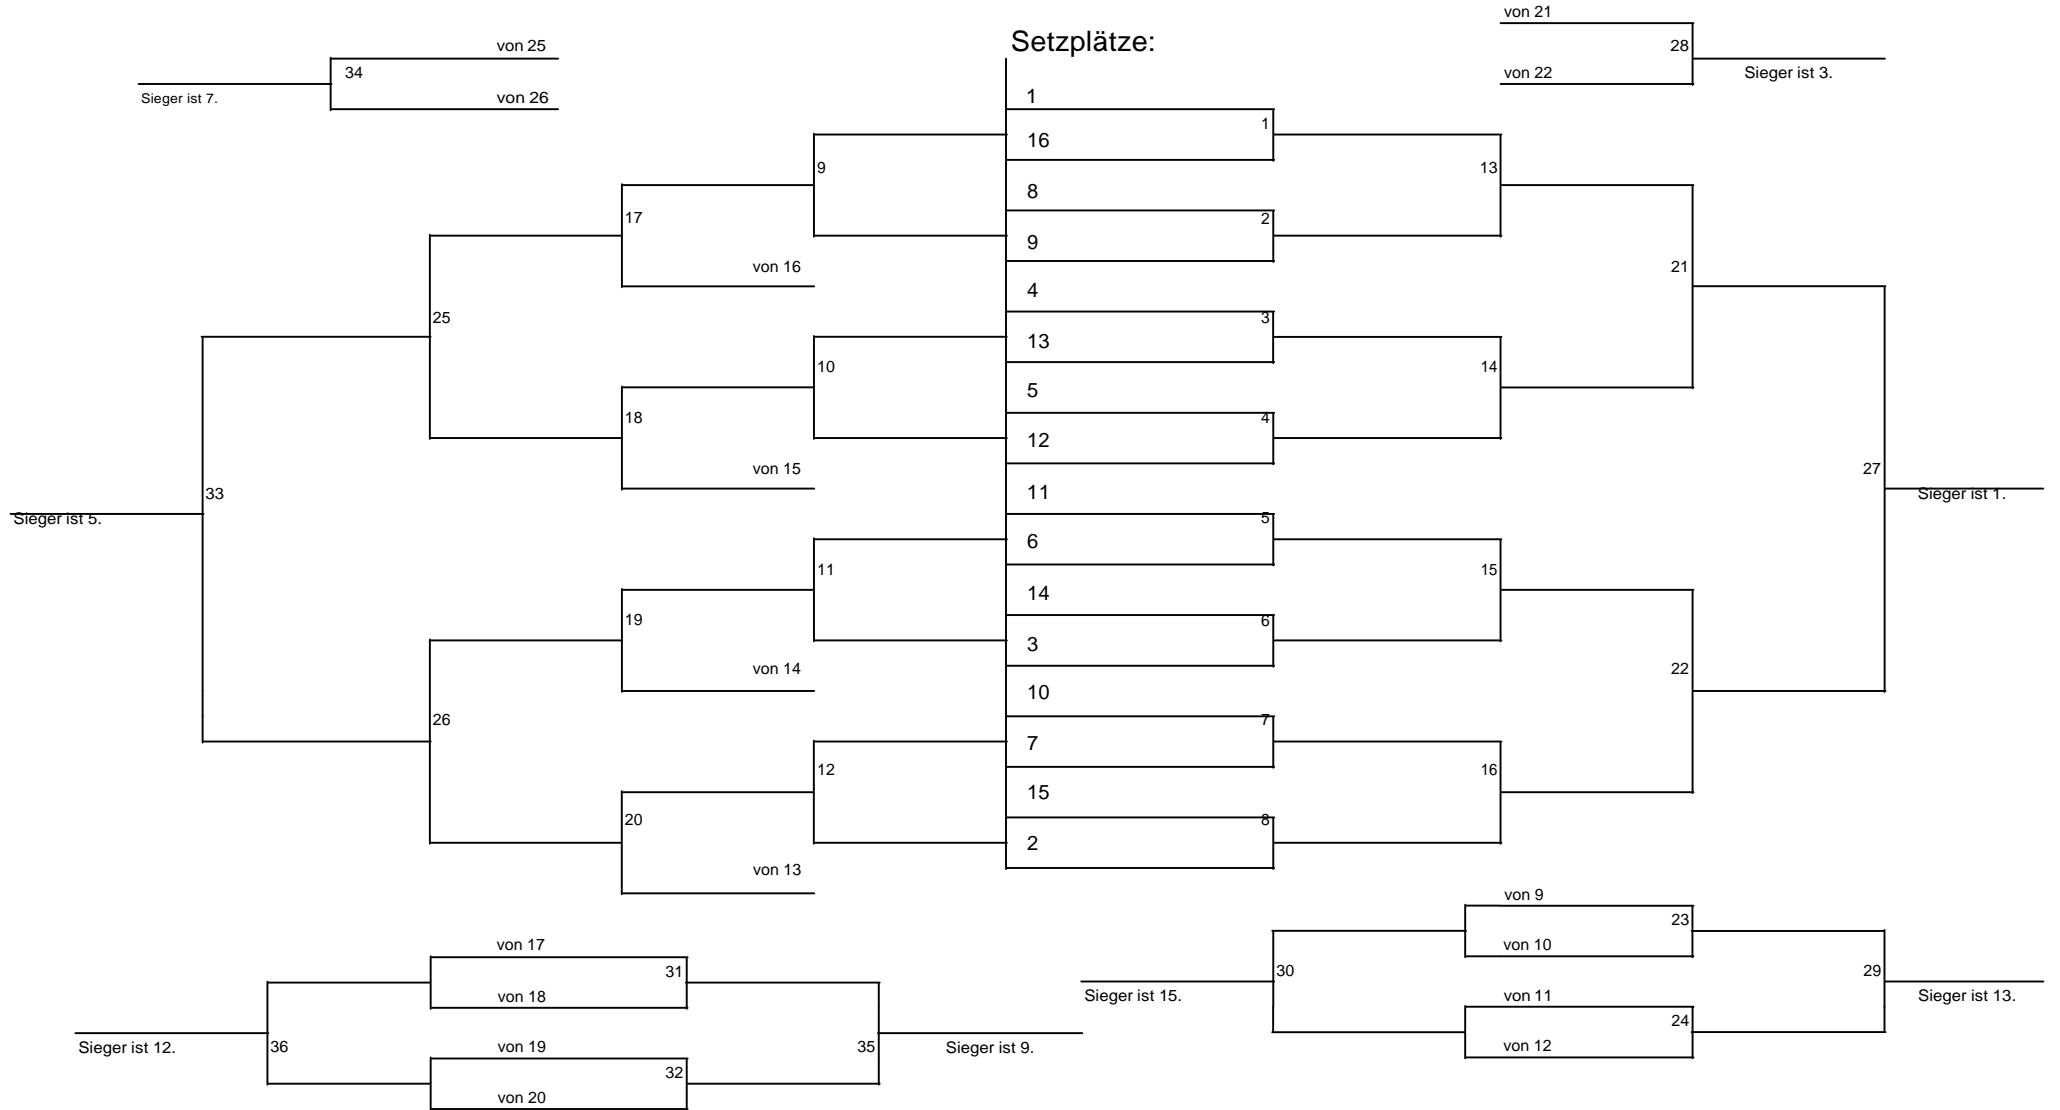 von 21
Setzplätze:
von 25
28
34
von 22
Sieger ist 3.
Sieger ist 7.
von 26
1
1
16
9
13
8
17
2
9
von 16
21
4
25
3
13
10
14
5
18
4
12
von 15
27
33
11
Sieger ist 1.
Sieger ist 5.
5
6
11
15
14
19
6
3
von 14
22
10
26
7
7
12
16
15
20
8
2
von 13
von 9
23
von 17
von 10
31
30
29
von 18
Sieger ist 15.
von 11
Sieger ist 13.
24
Sieger ist 12.
36
von 19
35
Sieger ist 9.
von 12
32
von 20